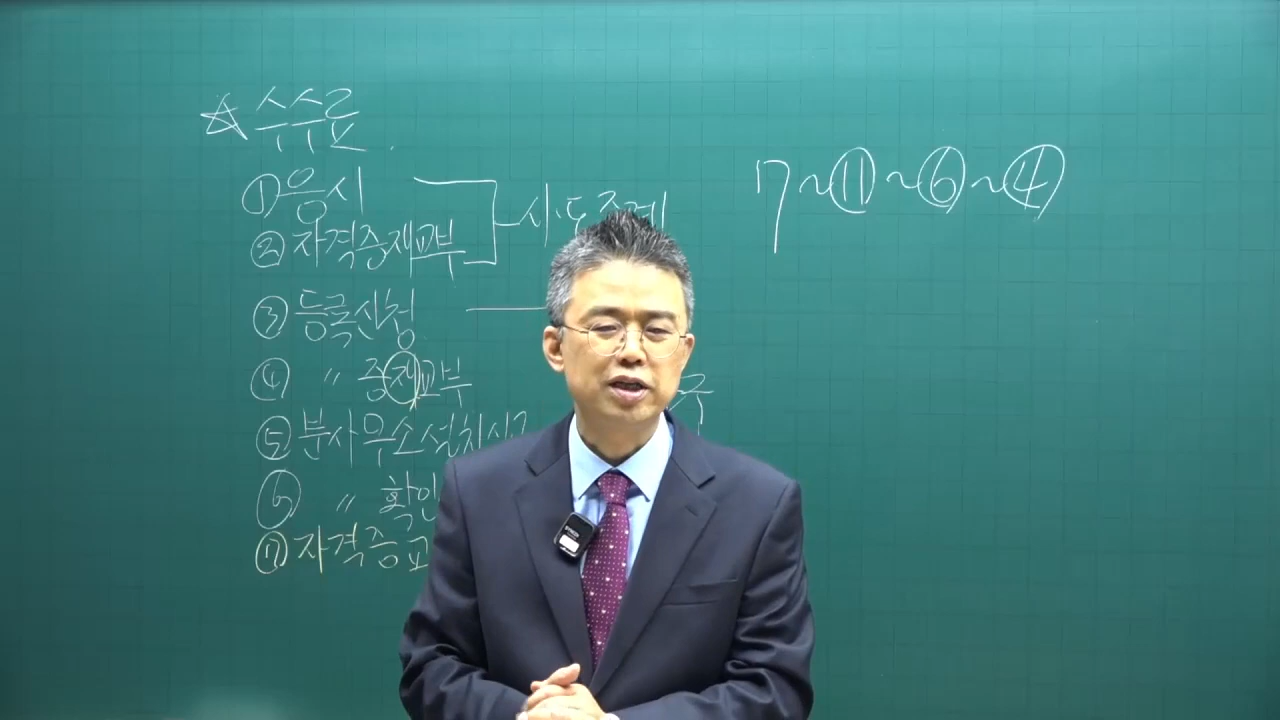 ☆ 수수료
① 응시
② 자격증재교부
시·도조례
③ 등록신청
④ 〃 증재교부
⑤ 분사무소설치신
⑥ 〃 확인
⑦ 자격증교
7~⑪~⑥~④